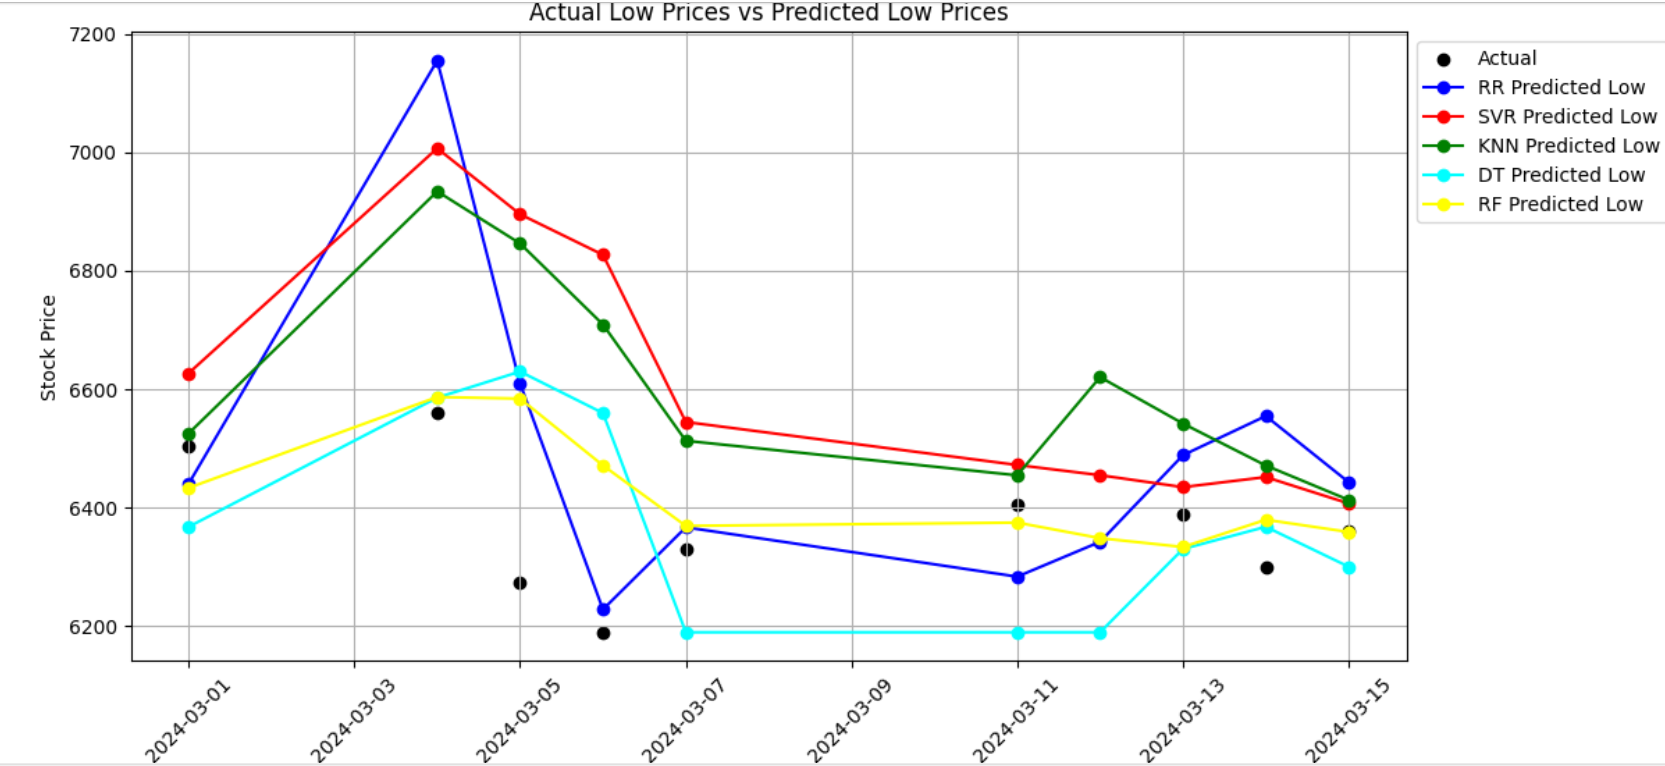 Actual Low Prices vs Predicted Low Prices
7200
7000
6800
6600
6400
6200
Stock Price
2024-03-01
2024-03-03
2024-03-05
2024-03-07
2024-03-09
2024-03-11
2024-03-13
2024-03-15
Actual
RR Predicted Low
SVR Predicted Low
KNN Predicted Low
DT Predicted Low
RF Predicted Low